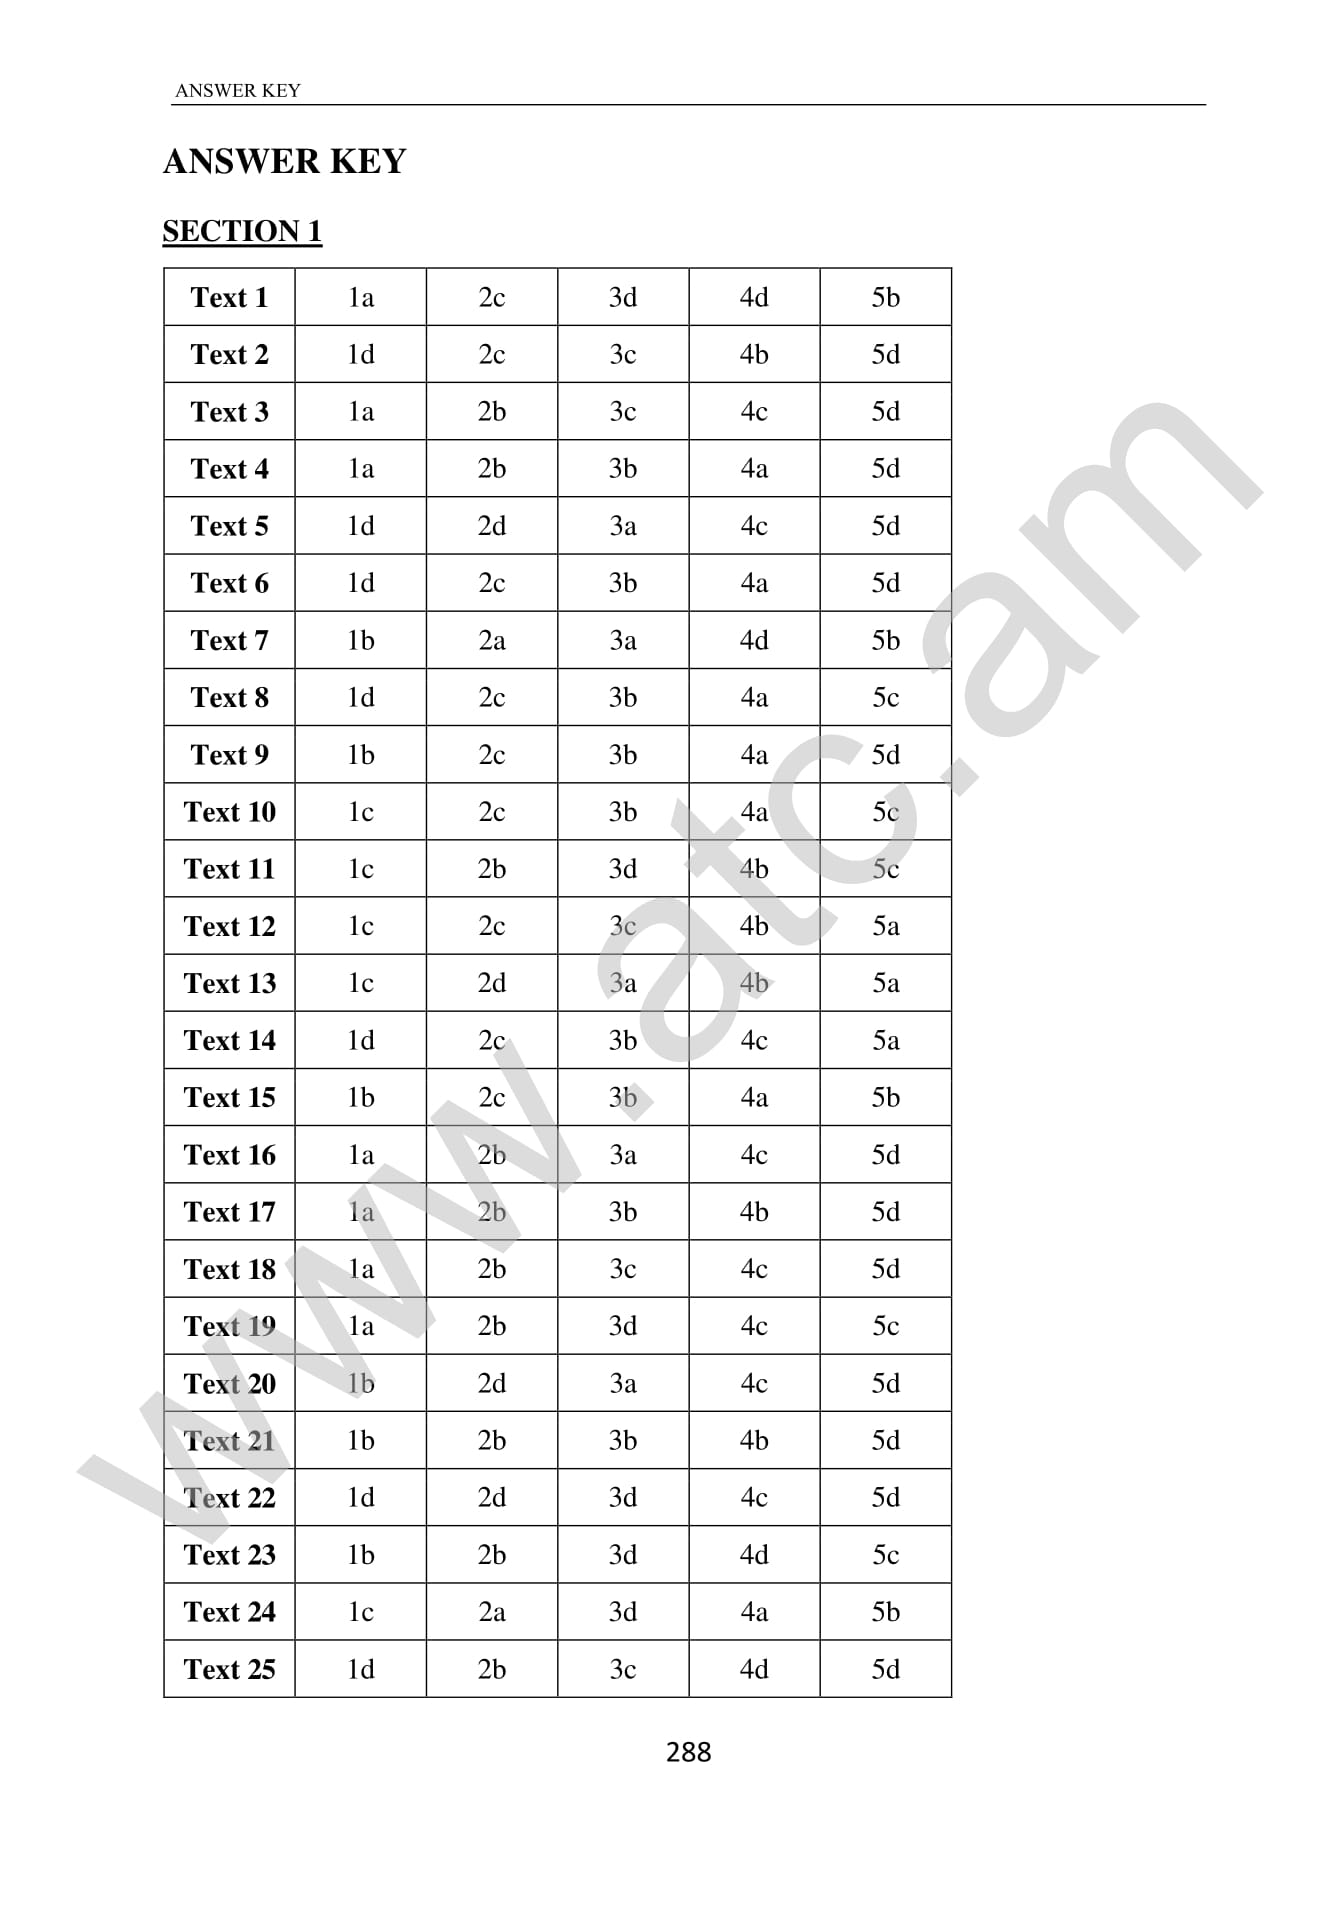 ANSWER KEY
ANSWER KEY
SECTION 1
Text 1 1a 2c 3d 4d 5b
Text 2 1d 2c 3c 4b 5d
Text 3 1a 2b 3c 4c 5d
Text 4 1a 2b 3b 4a 5d
Text 5 1d 2d 3a 4c 5d
Text 6 1d 2c 3b 4a 5d
Text 7 1b 2a 3a 4d 5b
Text 8 1d 2c 3b 4a 5c
Text 9 1b 2c 3b 4a 5d
Text 10 1c 2c 3b 4a 5c
Text 11 1c 2b 3d 4b 5c
Text 12 1c 2c 3c 4b 5a
Text 13 1c 2d 3a 4b 5a
Text 14 1d 2c 3b 4c 5a
Text 15 1b 2c 3b 4a 5b
Text 16 1a 2b 3a 4c 5d
Text 17 1a 2b 3b 4b 5d
Text 18 1a 2b 3c 4c 5d
Text 19 1a 2b 3d 4c 5c
Text 20 1b 2d 3a 4c 5d
Text 21 1b 2b 3b 4b 5d
Text 22 1d 2d 3d 4c 5d
Text 23 1b 2b 3d 4d 5c
Text 24 1c 2a 3d 4a 5b
Text 25 1d 2b 3c 4d 5d
288
www.atc.am